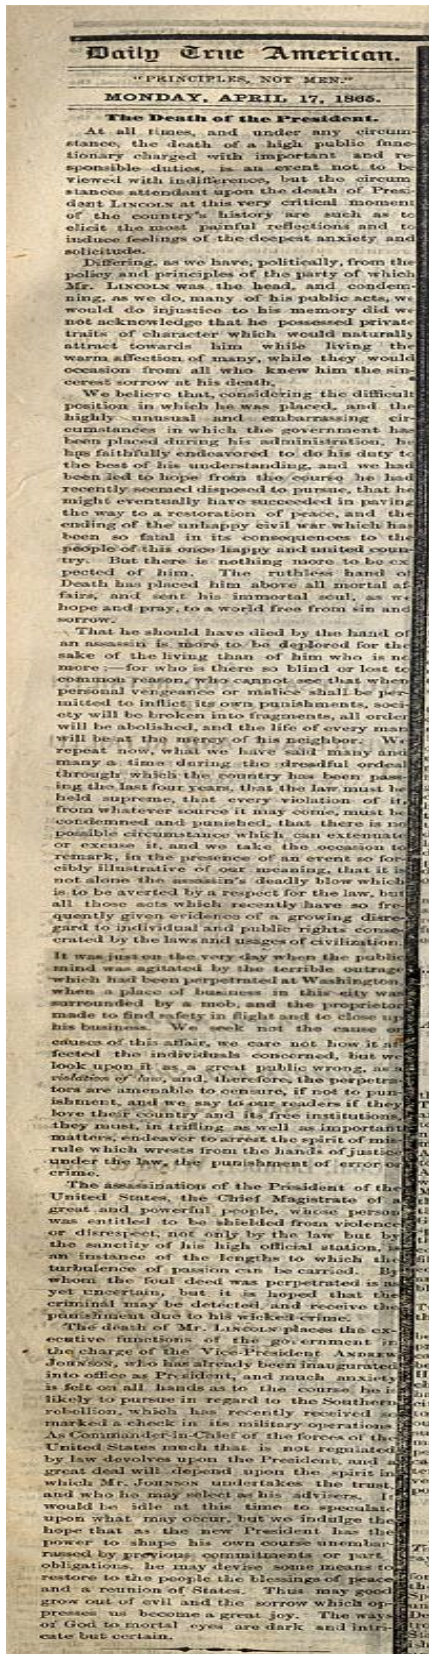 Daily True American.
"PRINCIPLES, NOT MEN."
MONDAY, APRIL 17, 1865.
The Death of the President.
At all times, and under any circum-
stance, the death of a high public func-
tionary charged with important and re-
sponsible duties, is an event not to be
viewed with indifference, but the circum
stances attendant upon the death of Presi-
dent LINCOLN at this very critical moment
of the country's history are such as to
elicit the most painful reflections and to
induce feelings of the deepest anxiety and
solicitude.
Differing, as we have, politically, from the
policy and principles of the party of which
Mr. LINCOLN was the head, and condem-
ning, as we do, many of his public acts, we
would do injustice to his memory did we
not acknowledge that he possessed private
traits of character which would naturally
attract towards him while living the
warm affection of many, while they would
occasion from all who knew him the sin-
cerest sorrow at his death.
We believe that, considering the difficult
position in which he was placed, and the
highly unusual and embarrassing cir-
cumstances in which the government has
been placed during his administration, he
has faithfully endeavored to do his duty to
the best of his understanding, and we had
been led to hope from the course he had
recently seemed disposed to pursue, that he
might eventually have succeeded in paving
the way to a restoration of peace, and the
ending of the unhappy civil war which has
been so fatal in its consequences to the
people of this once happy and united coun-
try. But there is nothing more to be ex
pected of him. The ruthless hand of
Death has placed him above all mortal af
fairs, and sent his immortal soul, as we
hope and pray, to a world free from sin and
sorrow.
That he should have died by the hand of
an assassin is more to be deplored for the
sake of the living than of him who is no
more :—for who is there so blind or lost to
common reason, who cannot see that when
personal vengeance or malice shall be per-
mitted to inflict its own punishments, soci-
ety will be broken into fragments, all order
will be abolished, and the life of every man
will be at the mercy of his neighbor. We
repeat now, what we have said many and
many a time during the dreadful ordeal
through which the country has been pass-
ing the last four years, that the law must be
held supreme, that every violation of it,
from whatever source it may come, must be
condemned and punished, that there is no
possible circumstance which can extenuate
or excuse it, and we take the occasion to
remark, in the presence of an event so for-
cibly illustrative of our meaning, that it is
not alone the assassin's deadly blow which
is to be averted by a respect for the law, but
all those acts which recently have so fre-
quently given evidence of a growing disre-
gard to individual and public rights conse-
crated by the laws and usages of civilization.
It was just on the very day when the public
mind was agitated by the terrible outrage
which had been perpetrated at Washington,
when a place of business in this city was
surrounded by a mob, and the proprietor
made to find safety in flight and to close up
his business. We seek not the cause or
causes of this affair, we care not how it af
fected the individuals concerned, but we
look upon it as a great public wrong, as a
violation of law, and, therefore, the perpetra-
tors are amenable to censure, if not to pun
ishment, and we say to our readers if they
love their country and its free institutions,
they must, in trifling as well as important
matters, endeavor to arrest the spirit of mis-
rule which wrests from the hands of justice
under the law, the punishment of error or
crime.
The assassination of the President of the
United States, the Chief Magistrate of a
great and powerful people, whose person
was entitled to be shielded from violence
or disrespect, not only by the law but by
the sanctity of his high official station, is
an instance of the lengths to which the
turbulence of passion can be carried. By
whom the foul deed was perpetrated is as
yet uncertain, but it is hoped that the
criminal may be detected, and receive the
punishment due to his wicked crime.
The death of Mr. LINCOLN places the ex-
ecutive functions of the government in
the charge of the Vice-President ANDREW
JOHNSON, who has already been inaugurated
into office as President, and much anxiety
is felt on all hands as to the course he is
likely to pursue in regard to the Southern
rebellion, which has recently received so
marked a check in its military operations.
As Commander-in-Chief of the forces of the
United States much that is not regulated
by law devolves upon the President, and a
great deal will depend upon the spirit in
which Mr. JOHNSON undertakes the trust,
and who he may select as his advisers. It
would be idle at this time to speculate
upon what may occur, but we indulge the
hope that as the new President has the
power to shape his own course unembar-
rassed by previous commitments or part
obligations, he may devise some means to
restore to the people the blessings of peace
and a reunion of States. Thus may good
grow out of evil and the sorrow which op-
presses us become a great joy. The ways
of God to mortal eyes are dark and intri-
cate but certain.